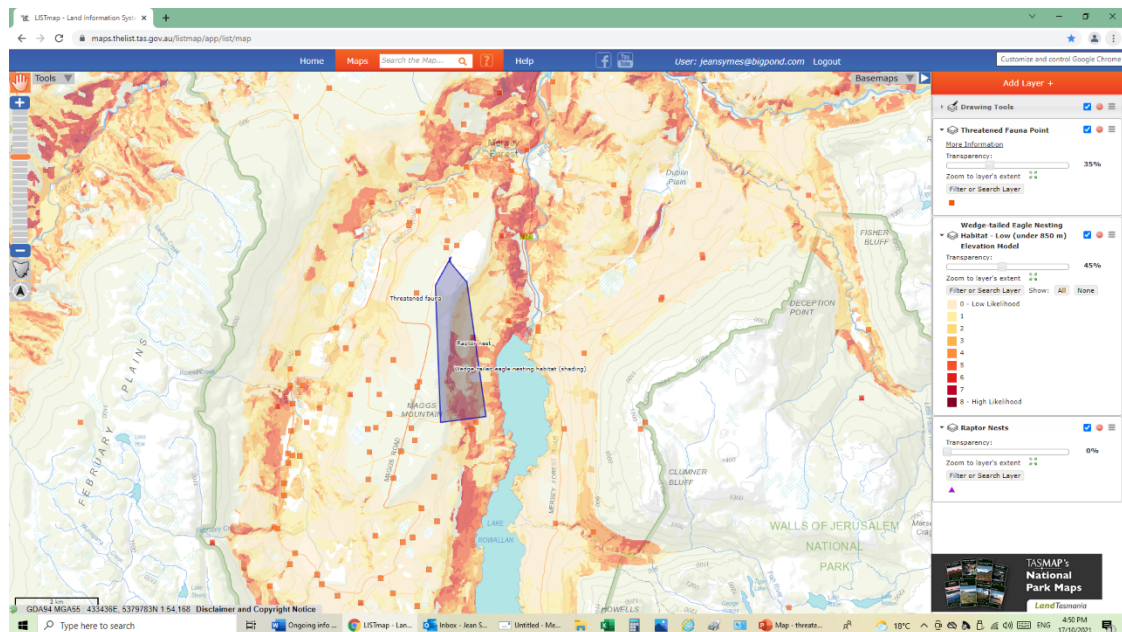 LISTmap - Land Information Syst
maps.thelist.tas.gov.au/listmap/app/list/map
Home Maps Search the Map... ? Help User: jeansymes@bigpond.com Logout
Customize and control Google Chrome
Tools Basemaps
Add Layer +
Drawing Tools
Threatened Fauna Point
More Information
Transparency:
35%
Zoom to layer's extent
Filter or Search Layer
Wedge-tailed Eagle Nesting
Habitat - Low (under 850 m)
Elevation Model
Transparency:
45%
Zoom to layer's extent
Filter or Search Layer Show: All None
0 - Low Likelihood
1
2
3
4
5
6
7
8 - High Likelihood
Raptor Nests
Transparency:
0%
Zoom to layer's extent
Filter or Search Layer
Forest
Dublin
Plain
FISHER
BLUFF
Threatened fauna
DECEPTION
POINT
Raptor nest
Wedge-tailed eagle nesting habitat (shading)
FEBRUARY PLAINS
MAGGS
MOUNTAIN
MAGGS ROAD
CLUMNER
BLUFF
LAKE
ROWALLAN
WALLS OF JERUSALEM
NATIONAL
PARK
HOWELLS
2 km
GDA94 MGA55 433436E, 5379783N 1:54,168 Disclaimer and Copyright Notice
TASMAP's
National
Park Maps
LandTasmania
Type here to search
Ongoing info ...
LISTmap - Lan...
Inbox - Jean S...
Untitled - Me...
Map - threate...
18°C
ENG
4:50 PM
17/10/2021